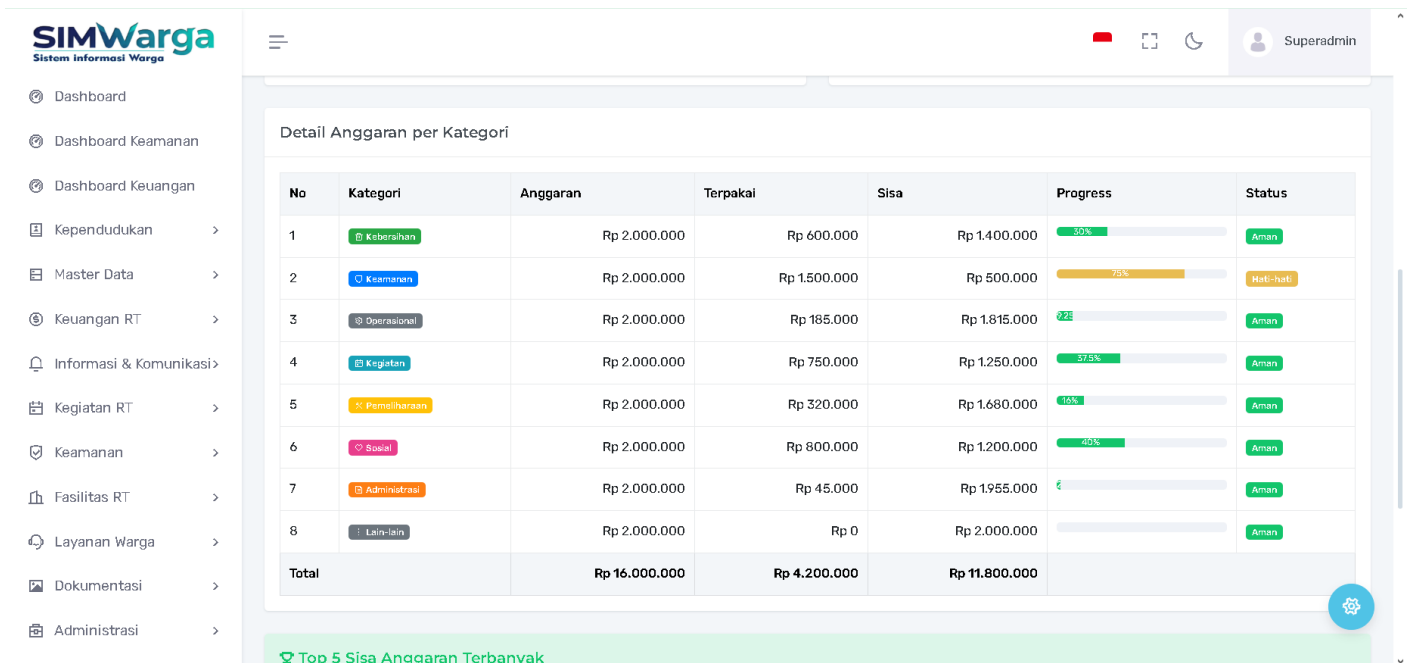 SIMWarga
Sistem informasi Warga
Superadmin
Dashboard
Dashboard Keamanan
Dashboard Keuangan
Kependudukan
Master Data
Keuangan RT
Informasi & Komunikasi
Kegiatan RT
Keamanan
Fasilitas RT
Layanan Warga
Dokumentasi
Administrasi
Detail Anggaran per Kategori
No Kategori Anggaran Terpakai Sisa Progress Status
1 Kebersihan Rp 2.000.000 Rp 600.000 Rp 1.400.000 30% Aman
2 Keamanan Rp 2.000.000 Rp 1.500.000 Rp 500.000 75% Hati-hati
3 Operasional Rp 2.000.000 Rp 185.000 Rp 1.815.000 9.25 Aman
4 Kegiatan Rp 2.000.000 Rp 750.000 Rp 1.250.000 37.5% Aman
5 Pemeliharaan Rp 2.000.000 Rp 320.000 Rp 1.680.000 16% Aman
6 Sosial Rp 2.000.000 Rp 800.000 Rp 1.200.000 40% Aman
7 Administrasi Rp 2.000.000 Rp 45.000 Rp 1.955.000 Aman
8 Lain-lain Rp 2.000.000 Rp 0 Rp 2.000.000 Aman
Total Rp 16.000.000 Rp 4.200.000 Rp 11.800.000
Top 5 Sisa Anggaran Terbanyak